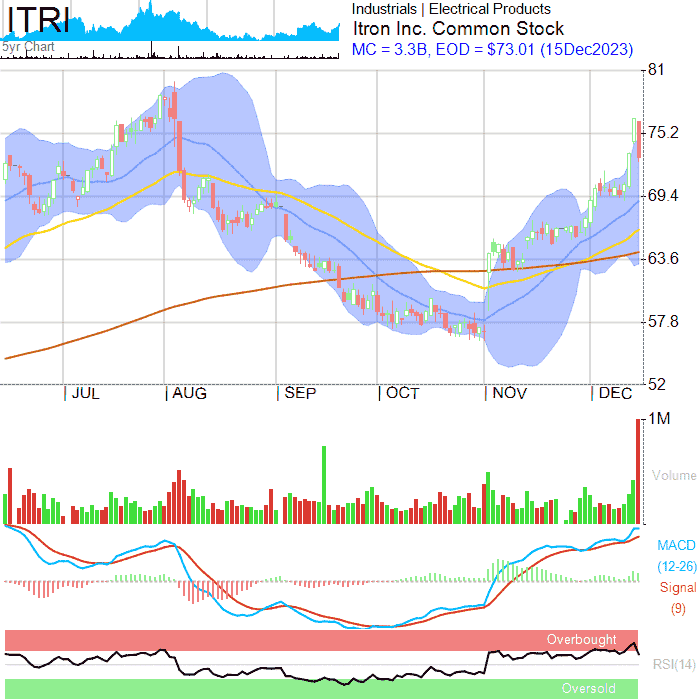 ITRI
5yr Chart
Industrials | Electrical Products
Itron Inc. Common Stock
MC = 3.3B, EOD = $73.01 (15Dec2023)
81
75.2
69.4
63.6
57.8
52
JUL AUG SEP OCT NOV DEC
1M
Volume
MACD
(12-26)
Signal
(9)
Overbought
RSI(14)
Oversold